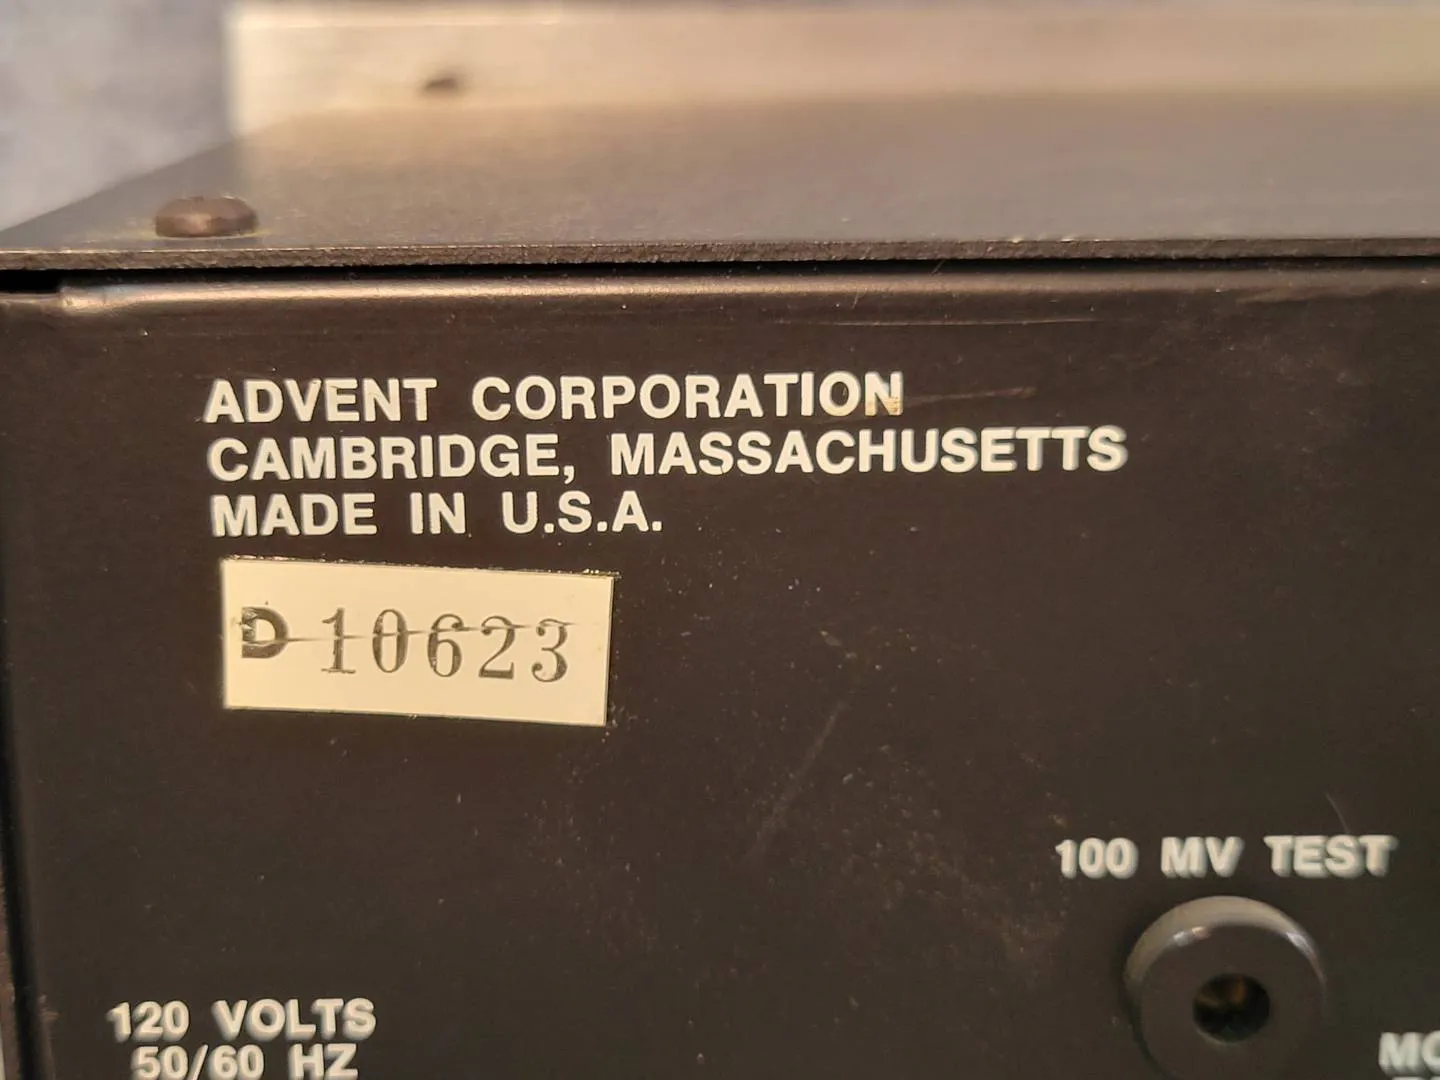 ADVENT CORPORATION
CAMBRIDGE, MASSACHUSETTS
MADE IN U.S.A.
D 10623
100 MV TEST
120 VOLTS
50/60 HZ